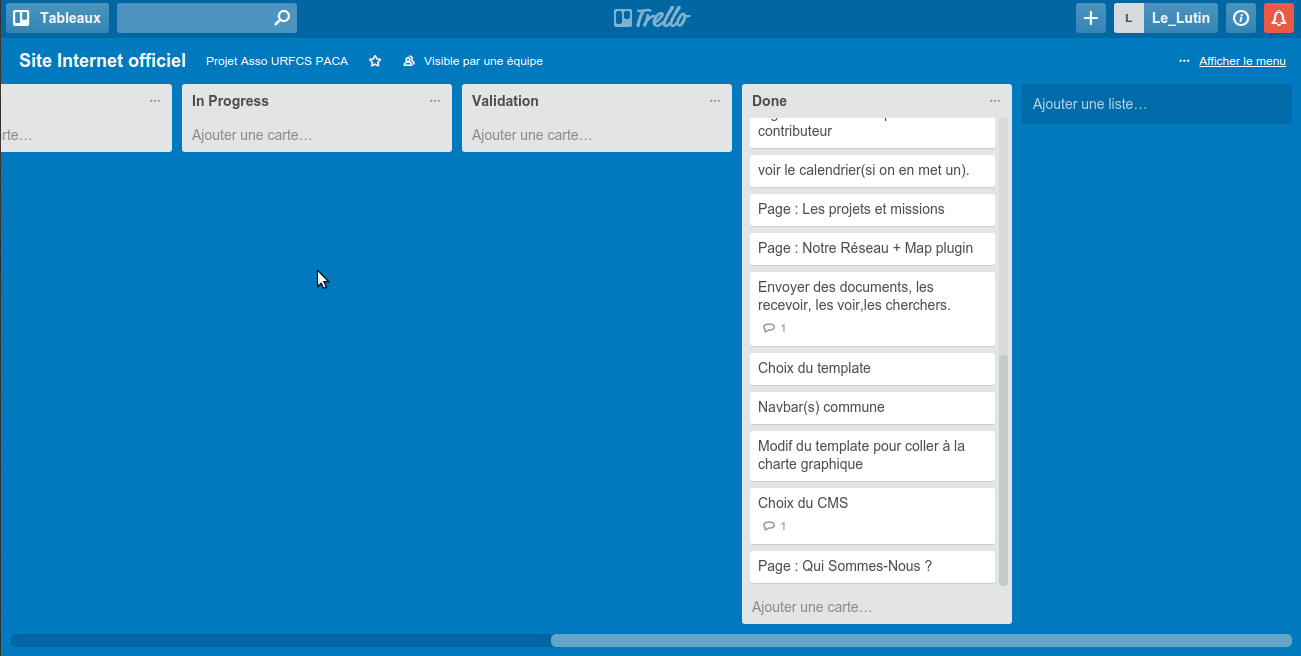 Tableaux
Trello
L
Le_Lutin
Site Internet officiel
Projet Asso URFCS PACA
Visible par une équipe
Afficher le menu
rte…
In Progress
Ajouter une carte…
Validation
Ajouter une carte…
Done
contributeur
voir le calendrier(si on en met un).
Page : Les projets et missions
Page : Notre Réseau + Map plugin
Envoyer des documents, les
recevoir, les voir,les cherchers.
1
Choix du template
Navbar(s) commune
Modif du template pour coller à la
charte graphique
Choix du CMS
1
Page : Qui Sommes-Nous ?
Ajouter une carte…
Ajouter une liste…